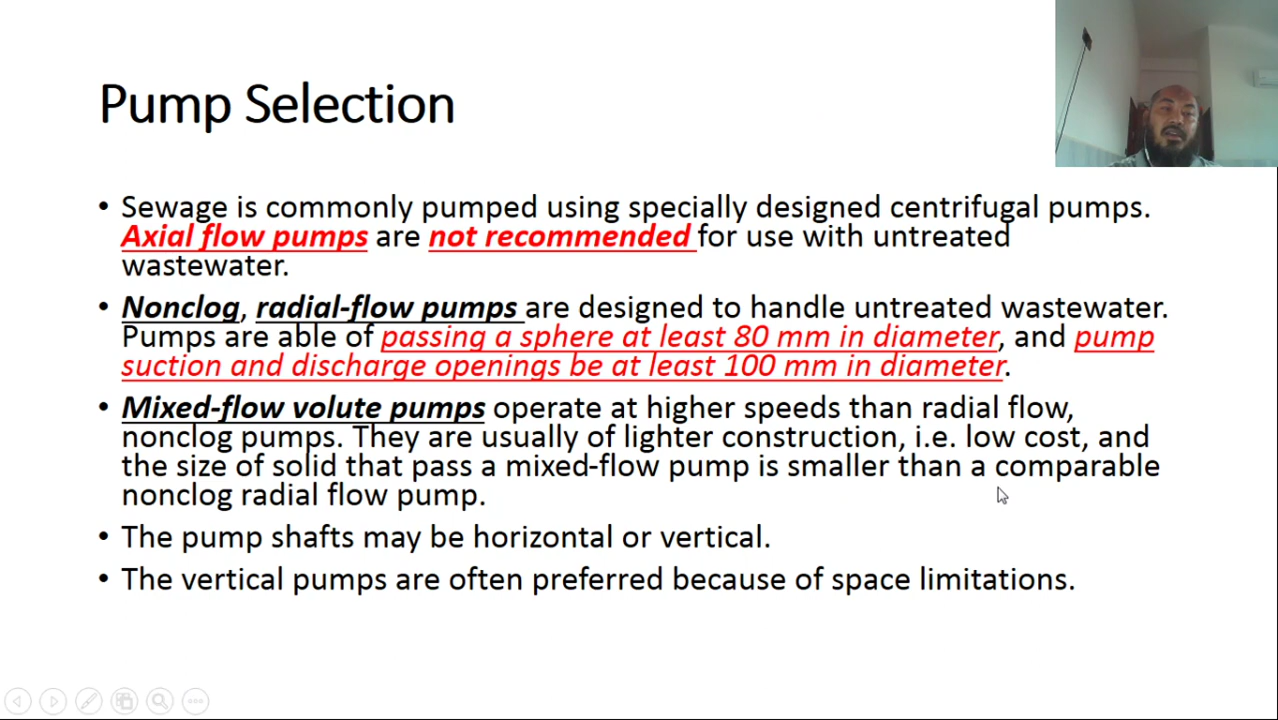 Pump Selection
• Sewage is commonly pumped using specially designed centrifugal pumps.
Axial flow pumps are not recommended for use with untreated
wastewater.
• Nonclog, radial-flow pumps are designed to handle untreated wastewater.
Pumps are able of passing a sphere at least 80 mm in diameter, and pump
suction and discharge openings be at least 100 mm in diameter.
• Mixed-flow volute pumps operate at higher speeds than radial flow,
nonclog pumps. They are usually of lighter construction, i.e. low cost, and
the size of solid that pass a mixed-flow pump is smaller than a comparable
nonclog radial flow pump.
• The pump shafts may be horizontal or vertical.
• The vertical pumps are often preferred because of space limitations.